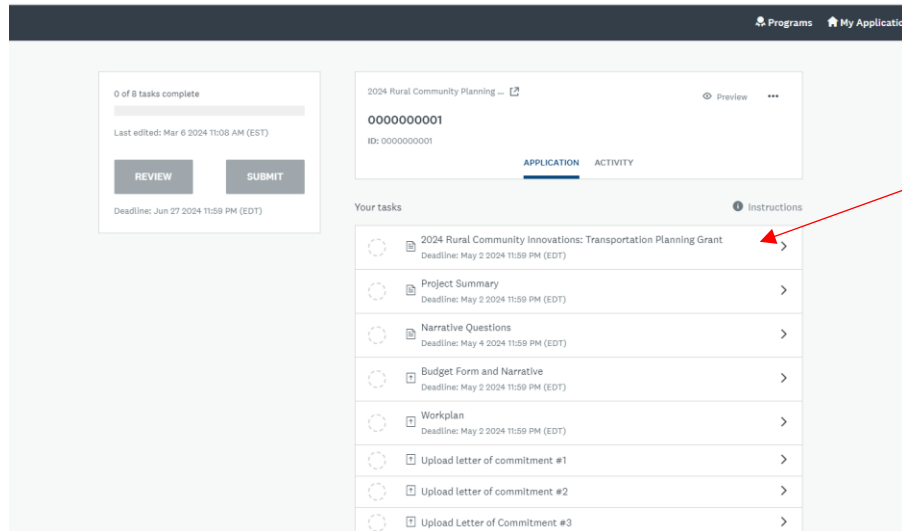 Programs My Applicatio
0 of 8 tasks complete
Last edited: Mar 6 2024 11:08 AM (EST)
REVIEW SUBMIT
Deadline: Jun 27 2024 11:59 PM (EDT)
2024 Rural Community Planning ...
Preview
0000000001
ID: 0000000001
APPLICATION ACTIVITY
Your tasks
Instructions
2024 Rural Community Innovations: Transportation Planning Grant
Deadline: May 2 2024 11:59 PM (EDT)
Project Summary
Deadline: May 2 2024 11:59 PM (EDT)
Narrative Questions
Deadline: May 4 2024 11:59 PM (EDT)
Budget Form and Narrative
Deadline: May 2 2024 11:59 PM (EDT)
Workplan
Deadline: May 2 2024 11:59 PM (EDT)
Upload letter of commitment #1
Upload letter of commitment #2
Upload Letter of Commitment #3